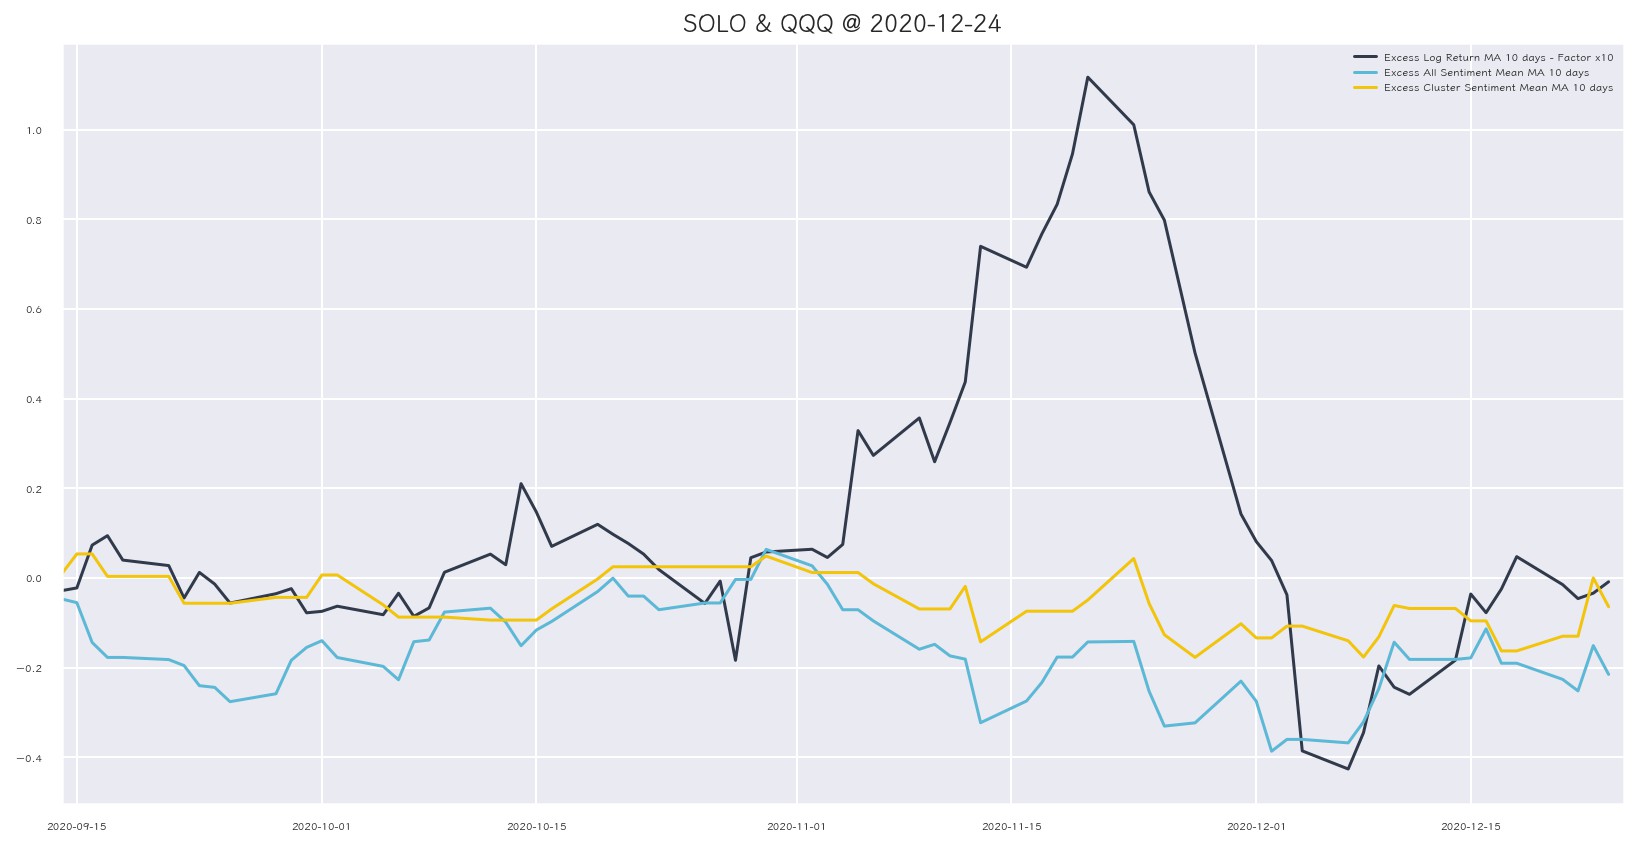 SOLO & QQQ @ 2020-12-24
Excess Log Return MA 10 days - Factor x10
Excess All Sentiment Mean MA 10 days
Excess Cluster Sentiment Mean MA 10 days
1.0
0.8
0.6
0.4
0.2
0.0
−0.2
−0.4
2020-09-15 2020-10-01 2020-10-15 2020-11-01 2020-11-15 2020-12-01 2020-12-15